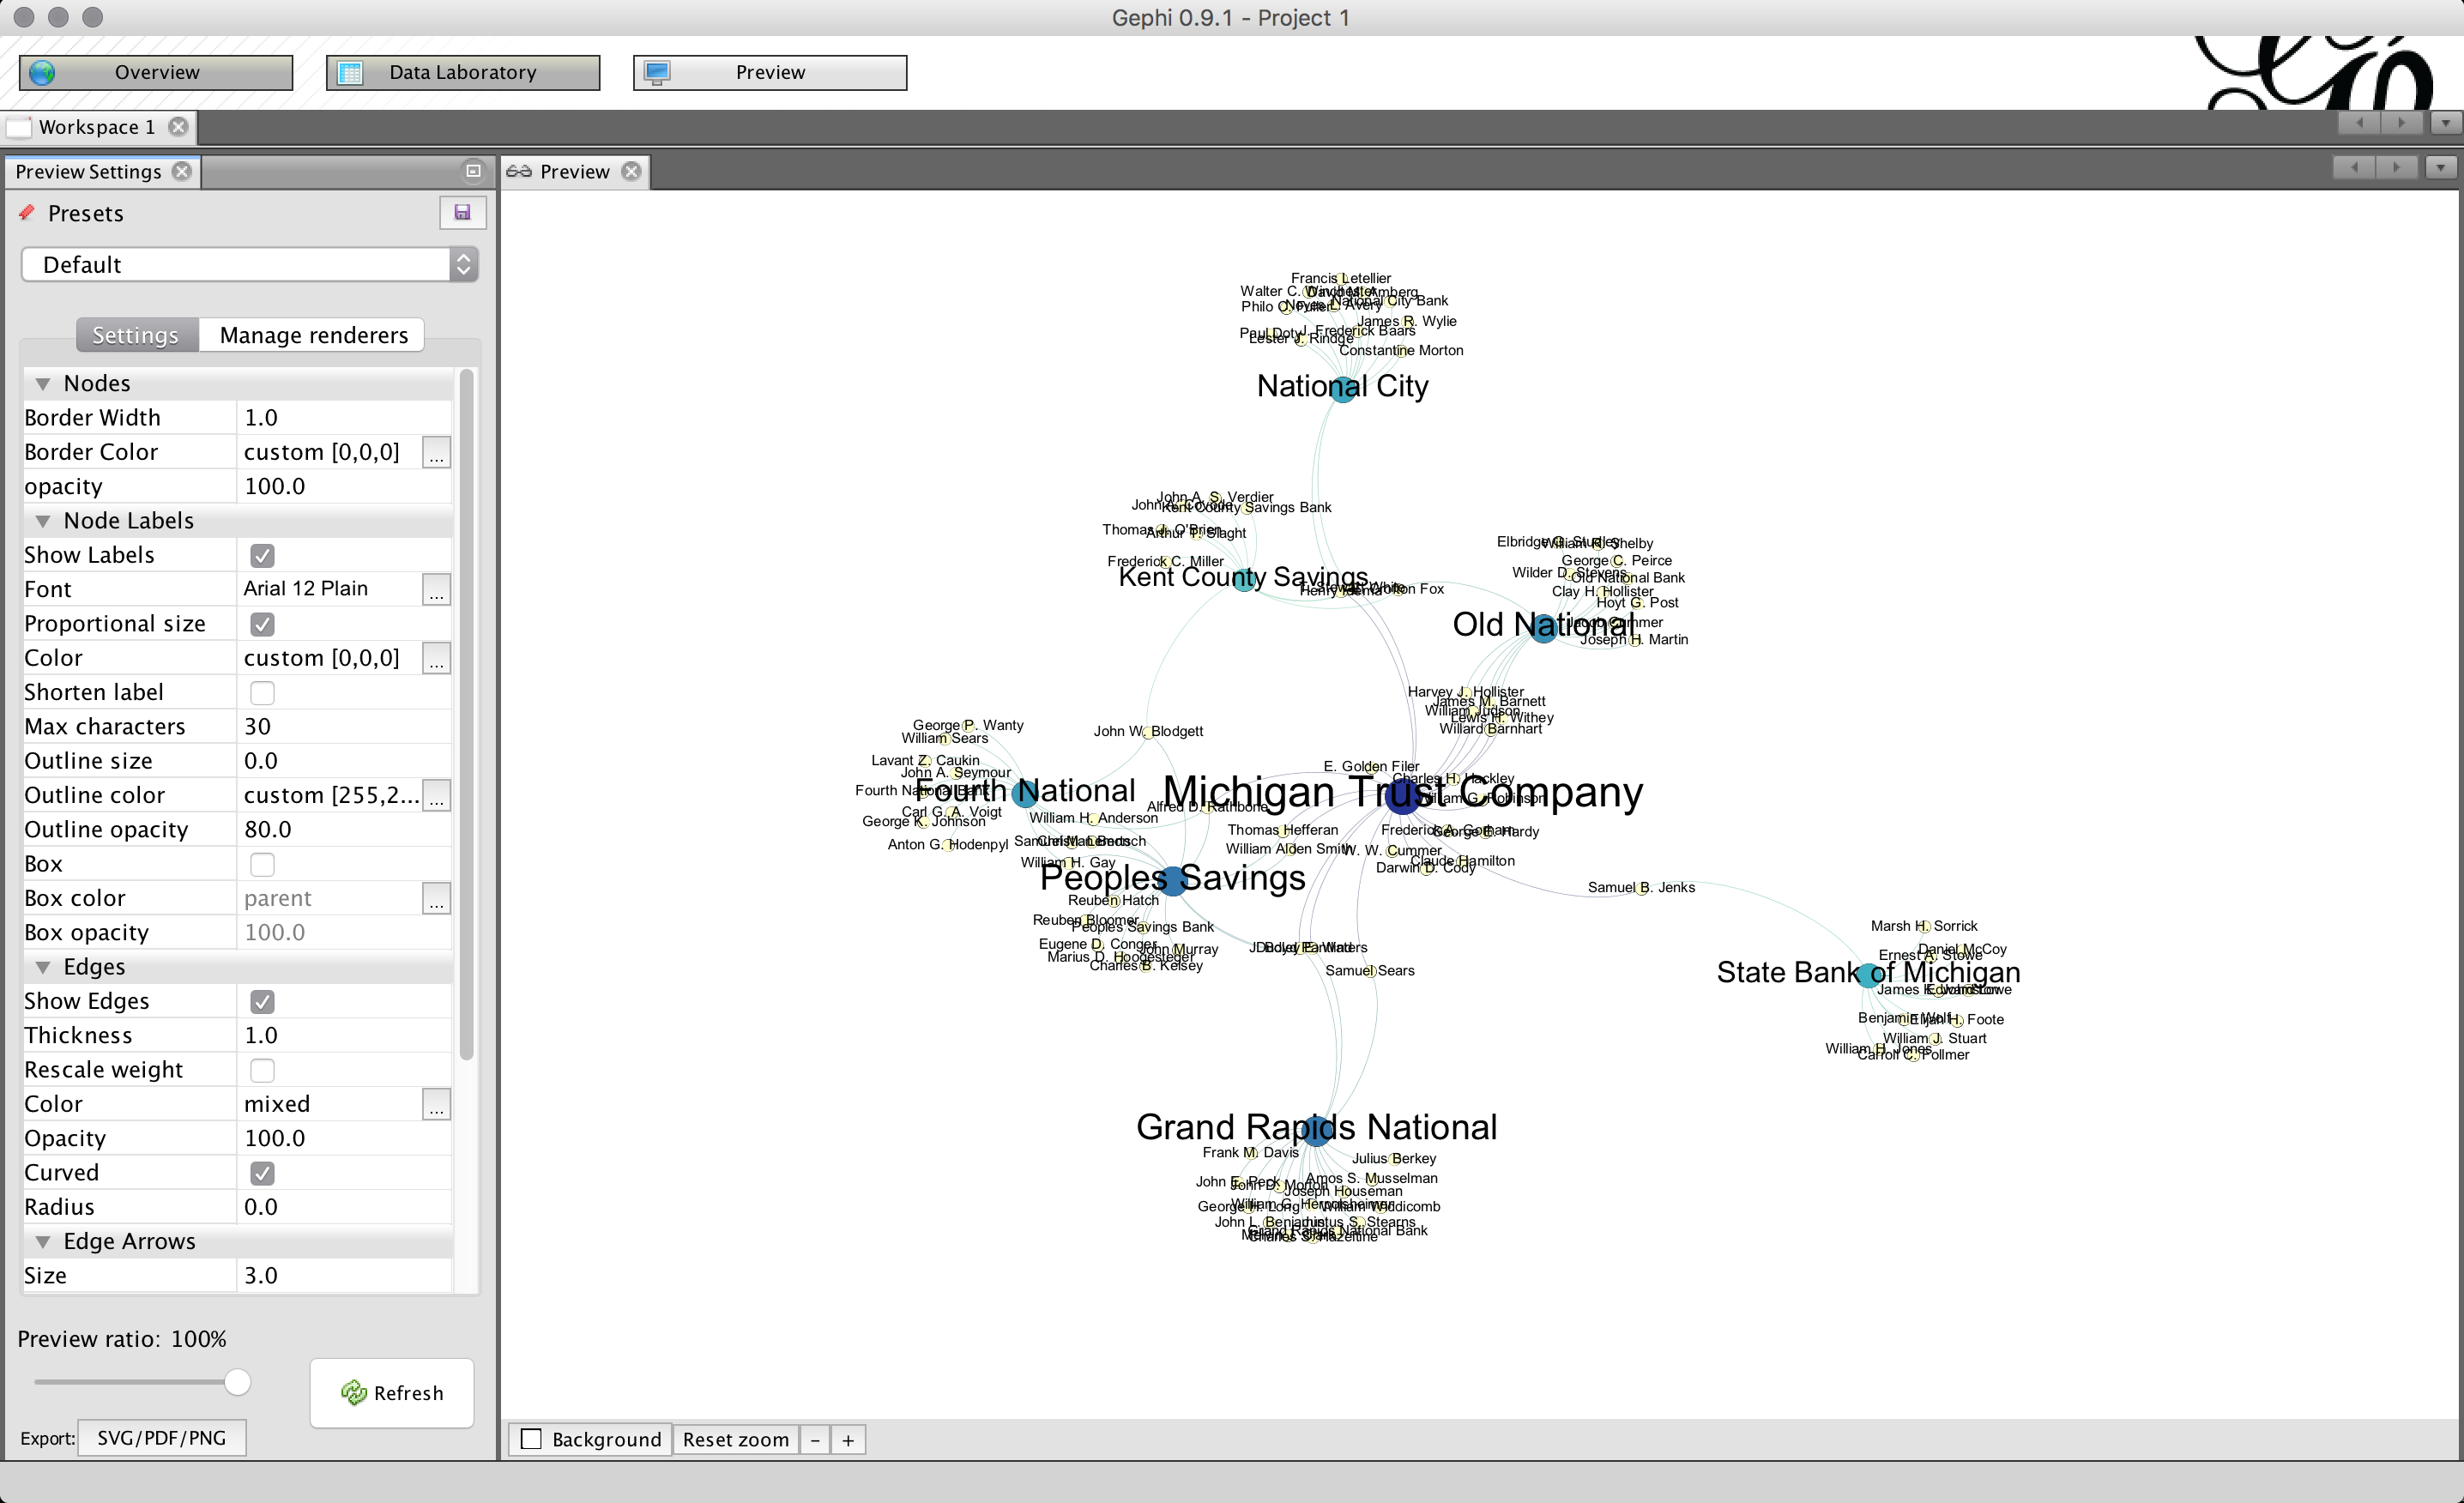 Gephi 0.9.1 - Project 1
Overview
Data Laboratory
Preview
Workspace 1
Preview Settings
Preview
Presets
Default
Settings
Manage renderers
Nodes
Border Width 1.0
Border Color custom [0,0,0] ...
opacity 100.0
Node Labels
Show Labels
Font Arial 12 Plain ...
Proportional size
Color custom [0,0,0] ...
Shorten label
Max characters 30
Outline size 0.0
Outline color custom [255,2... ...
Outline opacity 80.0
Box
Box color parent ...
Box opacity 100.0
Edges
Show Edges
Thickness 1.0
Rescale weight
Color mixed ...
Opacity 100.0
Curved
Radius 0.0
Edge Arrows
Size 3.0
Preview ratio: 100%
Refresh
Export: SVG/PDF/PNG
Background
Reset zoom
-
+
Francis Letellier
Walter C.
National City Bank
James R. Wylie
J. Frederick Baars
Paul Doty
Lester J. Rindge
Constantine Morton
National City
John A. S. Verdier
Kent County Savings Bank
Thomas J. O'Brien
Arthur T. Slaght
Frederick C. Miller
Kent County Savings
Fox
William R. Shelby
George C. Peirce
Wilder D. Stevens
Old National Bank
Clay H. Hollister
Hoyt G. Post
Jacob Cummer
Joseph H. Martin
Old National
Harvey J. Hollister
James M. Barnett
William Judson
Lewis H. Withey
Willard Barnhart
George P. Wanty
William Sears
John W. Blodgett
Lavant Z. Caukin
John A. Seymour
Fourth National Bank
Fourth National
Carl G. A. Voigt
George K. Johnson
Anton G. Hodenpyl
E. Golden Filer
Charles H. Hackley
Michigan Trust Company
William G. Robinson
Alfred D. Rathbone
William H. Anderson
Thomas Hefferan
George E. Hardy
William Alden Smith
W. W. Cummer
Claude Hamilton
Darwin D. Cody
William H. Gay
Peoples Savings
Reuben Hatch
Reuben Bloomer
Peoples Savings Bank
Eugene D. Conger
John Murray
Marius D. Hoogesteger
Charles B. Kelsey
Samuel Sears
Samuel B. Jenks
Marsh H. Sorrick
Daniel McCoy
Ernest A. Stowe
State Bank of Michigan
Benjamin Wolf
Elijah H. Foote
William J. Stuart
William H. Jones
Carroll C. Follmer
Grand Rapids National
Frank M. Davis
Julius Berkey
John E. Peck
John D. Morton
Amos S. Musselman
Joseph Houseman
George H. Long
William Widdicomb
John L. Benjamin
Justus S. Stearns
Grand Rapids National Bank
Charles S. Hazeltine